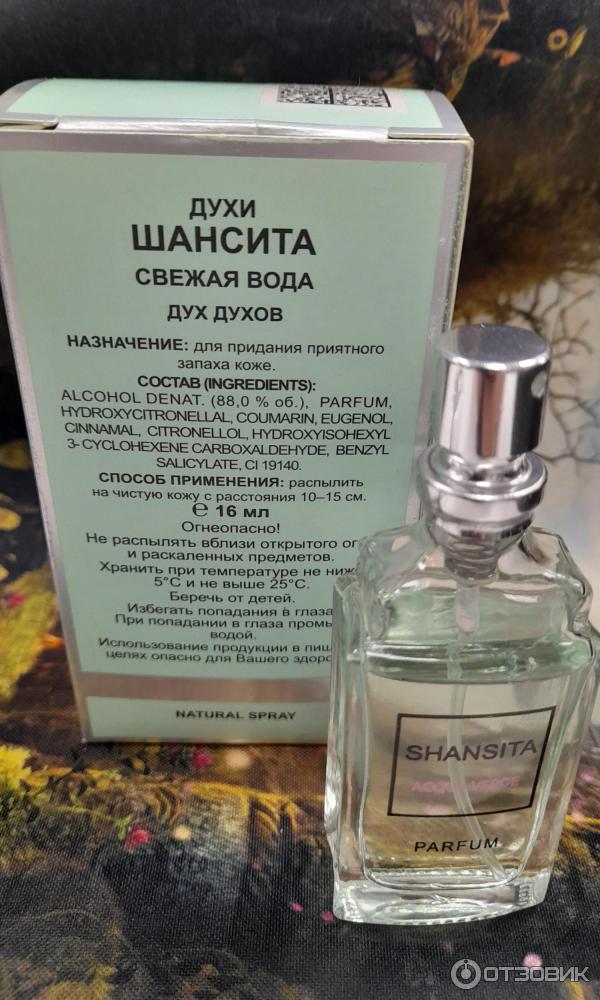 ДУХИ
ШАНСИТА
СВЕЖАЯ ВОДА
ДУХ ДУХОВ
НАЗНАЧЕНИЕ: для придания приятного
запаха коже.
СОСТАВ (INGREDIENTS):
ALCOHOL DENAT. (88,0 % об.), PARFUM,
HYDROXYCITRONELLAL, COUMARIN, EUGENOL,
CINNAMAL, CITRONELLOL, HYDROXYISOHEXYL
3-CYCLOHEXENE CARBOXALDEHYDE, BENZYL
SALICYLATE, CI 19140.
СПОСОБ ПРИМЕНЕНИЯ: распылить
на чистую кожу с расстояния 10–15 см.
℮ 16 мл
Огнеопасно!
Не распылять вблизи открытого
и раскаленных предметов.
Хранить при температуре не
5°С и не выше 25°С.
Беречь от детей.
Избегать попадания в глаза
При попадании в глаза
водой.
Использование продукции в
целях опасно для Вашего
NATURAL SPRAY
SHANSITA
ACQUA VERDE
PARFUM
ОТЗОВИК